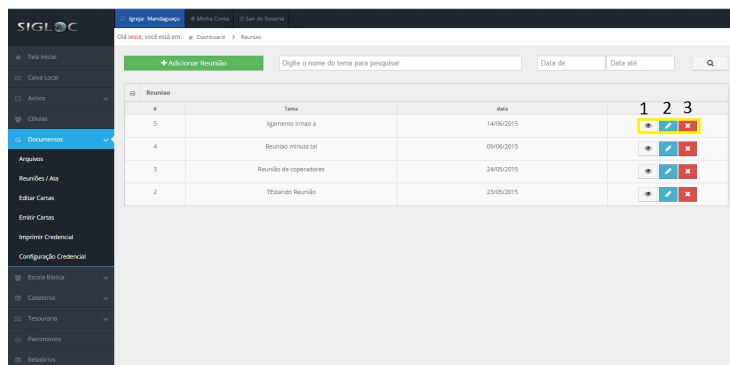 SIGLOC
Igreja: Mandaguaçu Minha Conta Sair do Sistema
Olá teste; você está em: Dashboard > Reuniao
Tela Inicial
Caixa Local
Avisos
Células
Documentos
Arquivos
Reuniões / Ata
Editar Cartas
Emitir Cartas
Imprimir Credencial
Configuração Credencial
Escola Bíblica
Cadastros
Tesouraria
Patrimonios
Relatórios
+ Adicionar Reunião Digite o nome do tema para pesquisar Data de Data até
Reuniao
# Tema data 1 2 3
5 ligamento irmao a 14/06/2015
4 Reuniao minuta tal 09/06/2015
3 Reunião de coperadores 24/05/2015
2 TEstando Reunião 23/05/2015